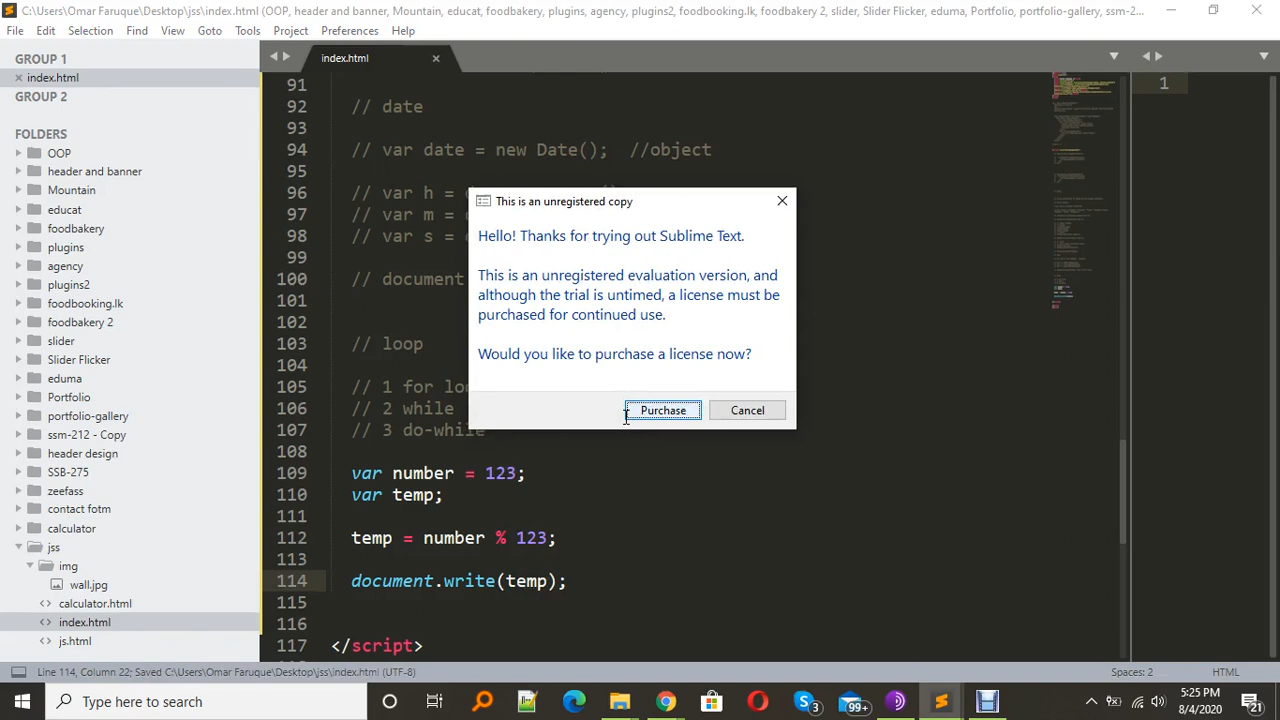 C:\Users\Omar Faruque\Desktop\jss\index.html (OOP, header and banner, Mountain, educat, foodbakery, plugins, agency, plugins2, foodbooking.lk, foodbakery 2, slider, Slider Flicker, eduma, Portfolio, portfolio-gallery, ssm-2...
File Edit Selection Find View Goto Tools Project Preferences Help
GROUP 1
index.html
GROUP 2
FOLDERS
OOP
header and banner
Mountain
educat
foodbakery
plugins
agency
plugins2
foodbooking.lk
foodbakery 2
slider
Slider Flicker
eduma
Portfolio
portfolio-gallery
ssm-212 - Copy
header design
SSB-275
zeefass
contact fotm
calculator
jss
img
wall.jpg
calculator.html
index.html
js.html
index.html
91
92 // date
93
94 // var date = new Date(); //object
95
96 // var h =
97 // var m =
98 // var s =
99
100 document
101
102
103 // loop
104
105 // 1 for
106 // 2 while
107 // 3 do-while
108
109 var number = 123;
110 var temp;
111
112 temp = number % 123;
113
114 document.write(temp);
115
116
117 </script>
1
This is an unregistered copy
Hello! Thanks for trying out Sublime Text.
This is an unregistered evaluation version, and
although the trial is untimed, a license must be
purchased for continued use.
Would you like to purchase a license now?
Purchase Cancel
Line 114, Column 22; Saved C:\Users\Omar Faruque\Desktop\jss\index.html (UTF-8)
Spaces: 2 HTML
Type here to search
3
99+
5:25 PM
8/4/2020
21